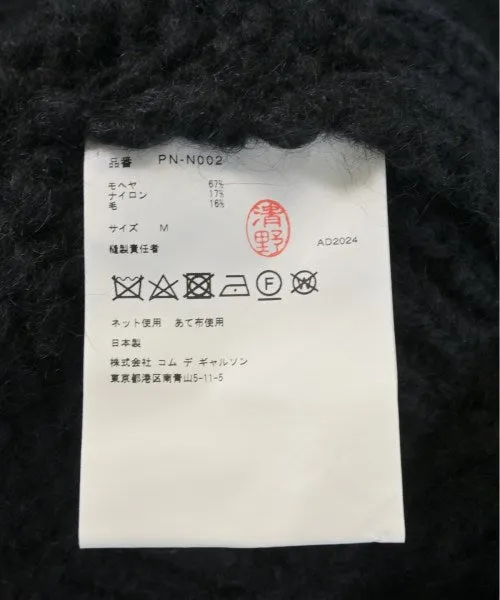 品番 PN-N002
モヘヤ 67%
ナイロン 17%
毛 16%
サイズ M
縫製責任者
清野
AD2024
F
W
ネット使用 あて布使用
日本製
株式会社 コム デ ギャルソン
東京都港区南青山5-11-5